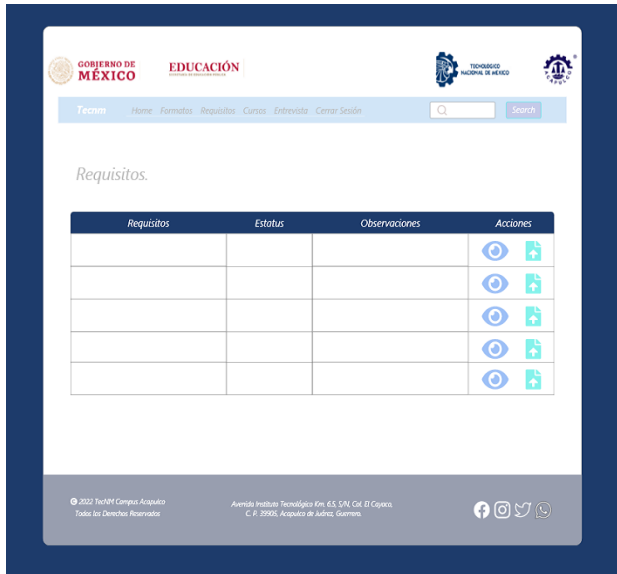 GOBIERNO DE
MÉXICO
EDUCACIÓN
TECNOLÓGICO
NACIONAL DE MÉXICO
ACAPULCO
Tecnm Home Formatos Requisitos Cursos Entrevista Cerrar Sesión Search
Requisitos.
Requisitos Estatus Observaciones Acciones
2022 TecNM Campus Acapulco
Todos los Derechos Reservados
Avenida Instituto Tecnológico Km. 6.5, S/N, Col. El Cayaco,
C. P. 39905, Acapulco de Juárez, Guerrero.